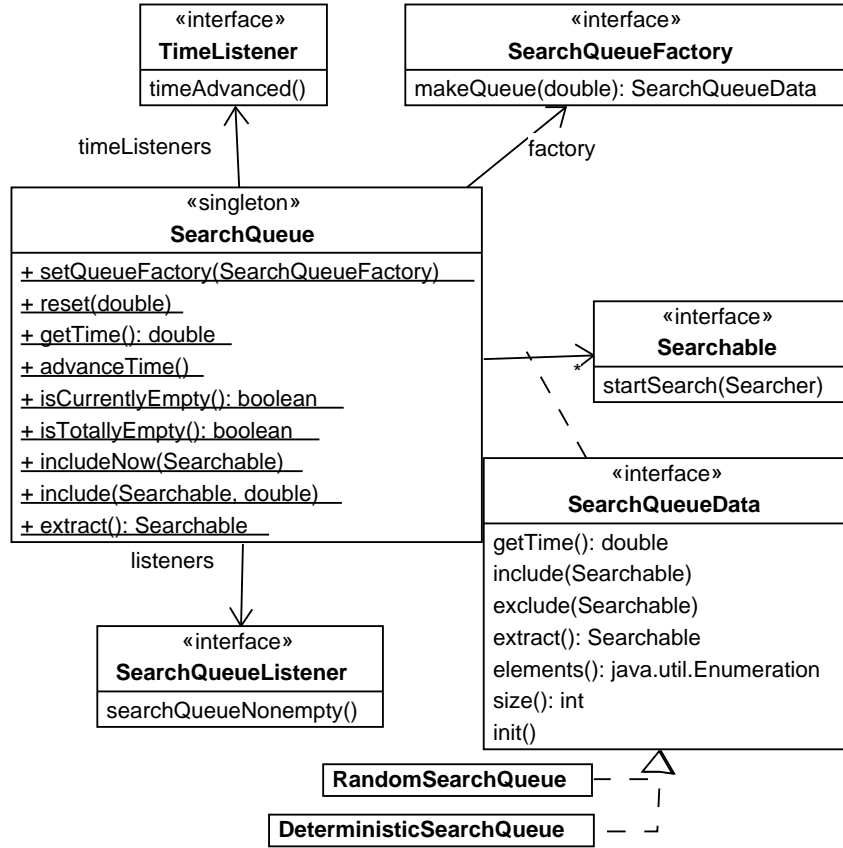 «interface»
TimeListener
timeAdvanced()
«interface»
SearchQueueFactory
makeQueue(double): SearchQueueData
timeListeners
factory
«singleton»
SearchQueue
+ setQueueFactory(SearchQueueFactory)
+ reset(double)
+ getTime(): double
+ advanceTime()
+ isCurrentlyEmpty(): boolean
+ isTotallyEmpty(): boolean
+ includeNow(Searchable)
+ include(Searchable, double)
+ extract(): Searchable
«interface»
Searchable
startSearch(Searcher)
*
«interface»
SearchQueueData
getTime(): double
include(Searchable)
exclude(Searchable)
extract(): Searchable
elements(): java.util.Enumeration
size(): int
init()
listeners
«interface»
SearchQueueListener
searchQueueNonempty()
RandomSearchQueue
DeterministicSearchQueue